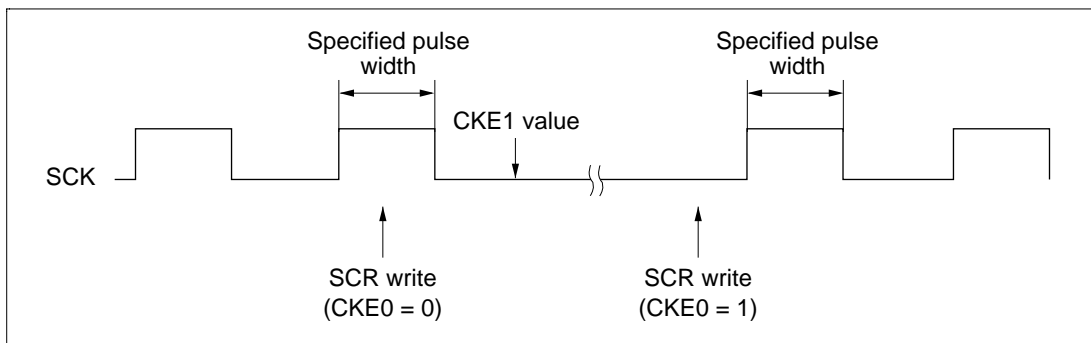 Specified pulse
width
Specified pulse
width
CKE1 value
SCK
SCR write
(CKE0 = 0)
SCR write
(CKE0 = 1)